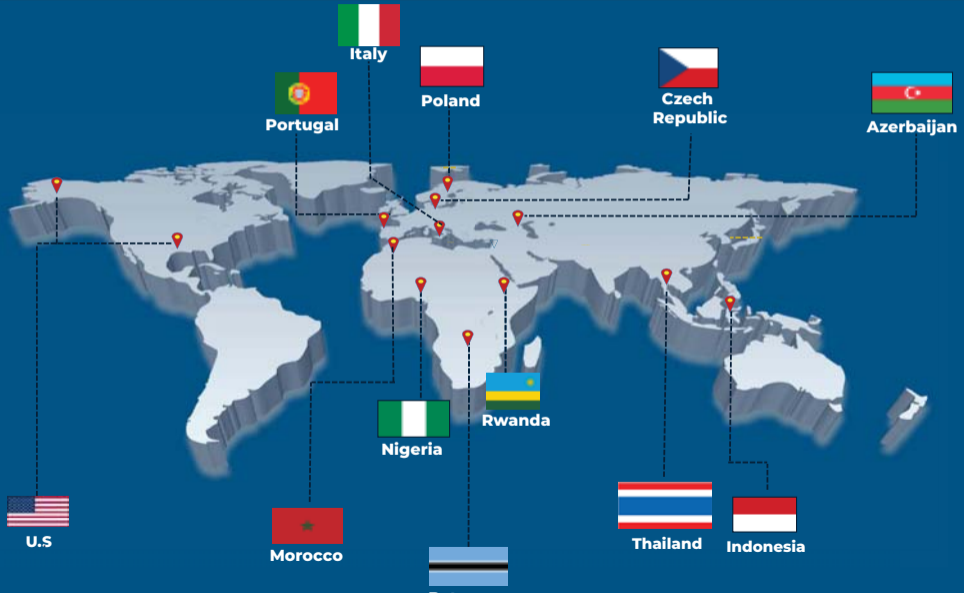 Italy
Poland
Portugal
Czech
Republic
Azerbaijan
Nigeria
Rwanda
U.S
Morocco
Thailand
Indonesia